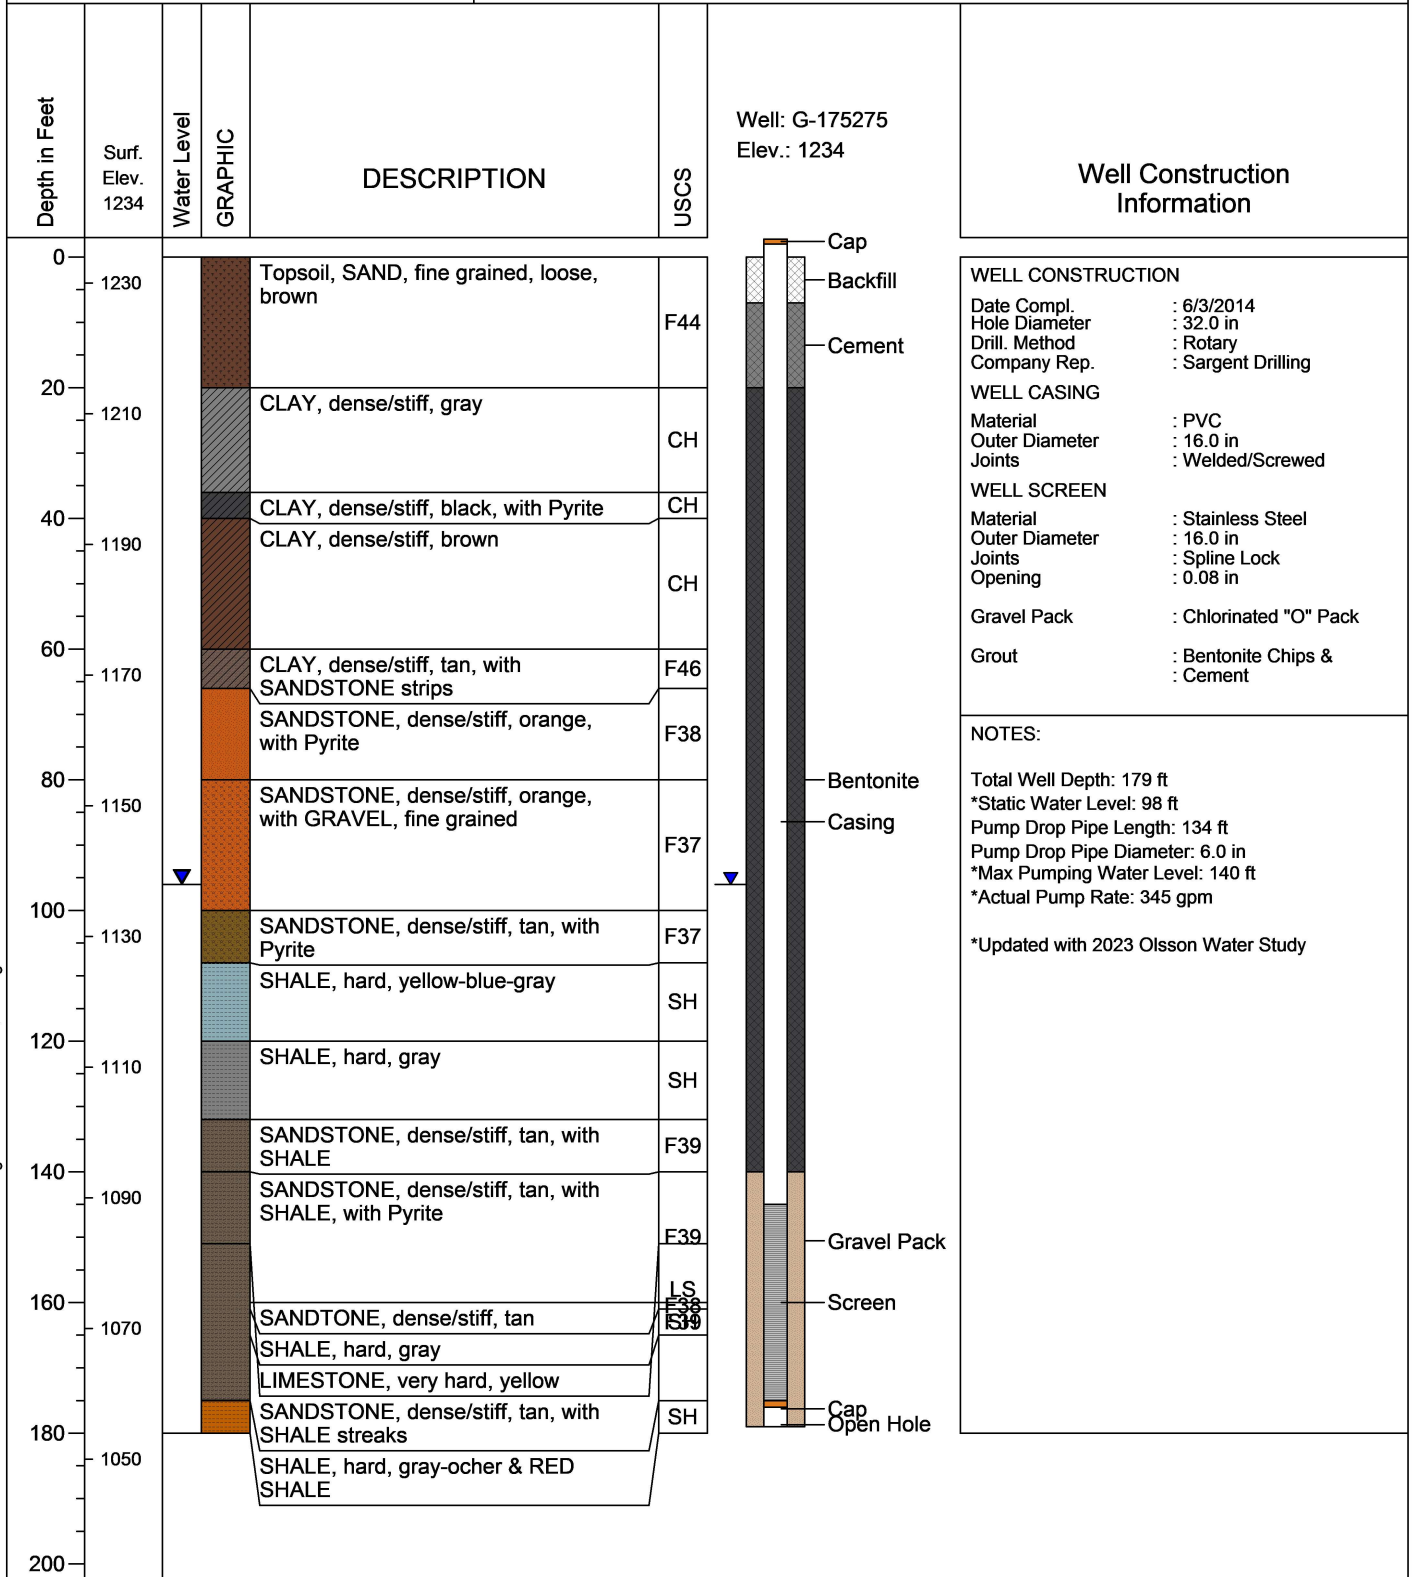 Depth in Feet
Surf.
Elev.
1234
Water Level
GRAPHIC
DESCRIPTION
USCS
Well: G-175275
Elev.: 1234
Well Construction
Information
0
20
40
60
80
100
120
140
160
180
200
1230
1210
1190
1170
1150
1130
1110
1090
1070
1050
Topsoil, SAND, fine grained, loose,
brown
F44
CLAY, dense/stiff, gray
CH
CLAY, dense/stiff, black, with Pyrite
CH
CLAY, dense/stiff, brown
CH
CLAY, dense/stiff, tan, with
SANDSTONE strips
F46
SANDSTONE, dense/stiff, orange,
with Pyrite
F38
SANDSTONE, dense/stiff, orange,
with GRAVEL, fine grained
F37
SANDSTONE, dense/stiff, tan, with
Pyrite
F37
SHALE, hard, yellow-blue-gray
SH
SHALE, hard, gray
SH
SANDSTONE, dense/stiff, tan, with
SHALE
F39
SANDSTONE, dense/stiff, tan, with
SHALE, with Pyrite
F39
LS
F38
SANDTONE, dense/stiff, tan
SHALE, hard, gray
LIMESTONE, very hard, yellow
SANDSTONE, dense/stiff, tan, with
SHALE streaks
SH
SHALE, hard, gray-ocher & RED
SHALE
Cap
Backfill
Cement
Bentonite
Casing
Gravel Pack
Screen
Cap
Open Hole
WELL CONSTRUCTION
Date Compl. : 6/3/2014
Hole Diameter : 32.0 in
Drill. Method : Rotary
Company Rep. : Sargent Drilling
WELL CASING
Material : PVC
Outer Diameter : 16.0 in
Joints : Welded/Screwed
WELL SCREEN
Material : Stainless Steel
Outer Diameter : 16.0 in
Joints : Spline Lock
Opening : 0.08 in
Gravel Pack : Chlorinated "O" Pack
Grout : Bentonite Chips &
: Cement
NOTES:
Total Well Depth: 179 ft
*Static Water Level: 98 ft
Pump Drop Pipe Length: 134 ft
Pump Drop Pipe Diameter: 6.0 in
*Max Pumping Water Level: 140 ft
*Actual Pump Rate: 345 gpm
*Updated with 2023 Olsson Water Study